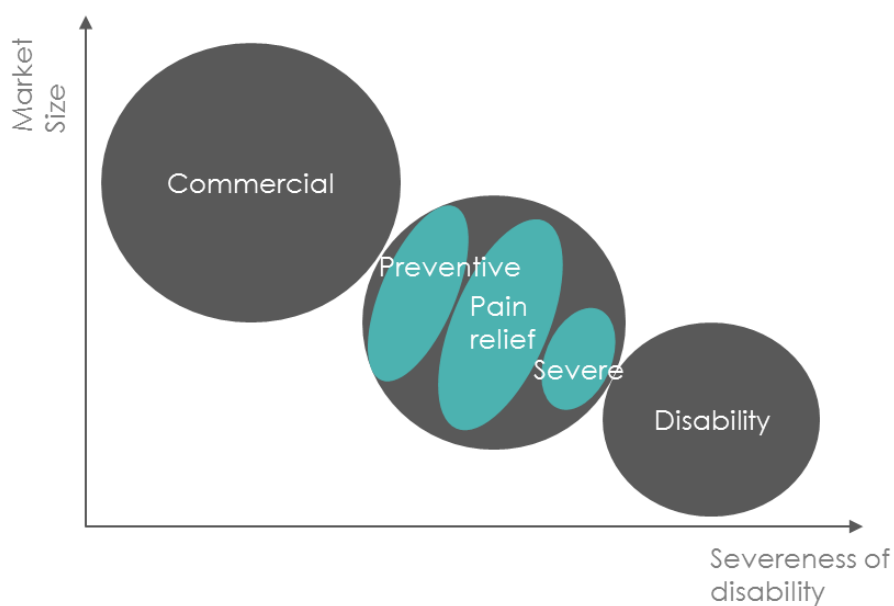 Market
Size
Commercial
Preventive
Pain
relief
Severe
Disability
Severeness of
disability